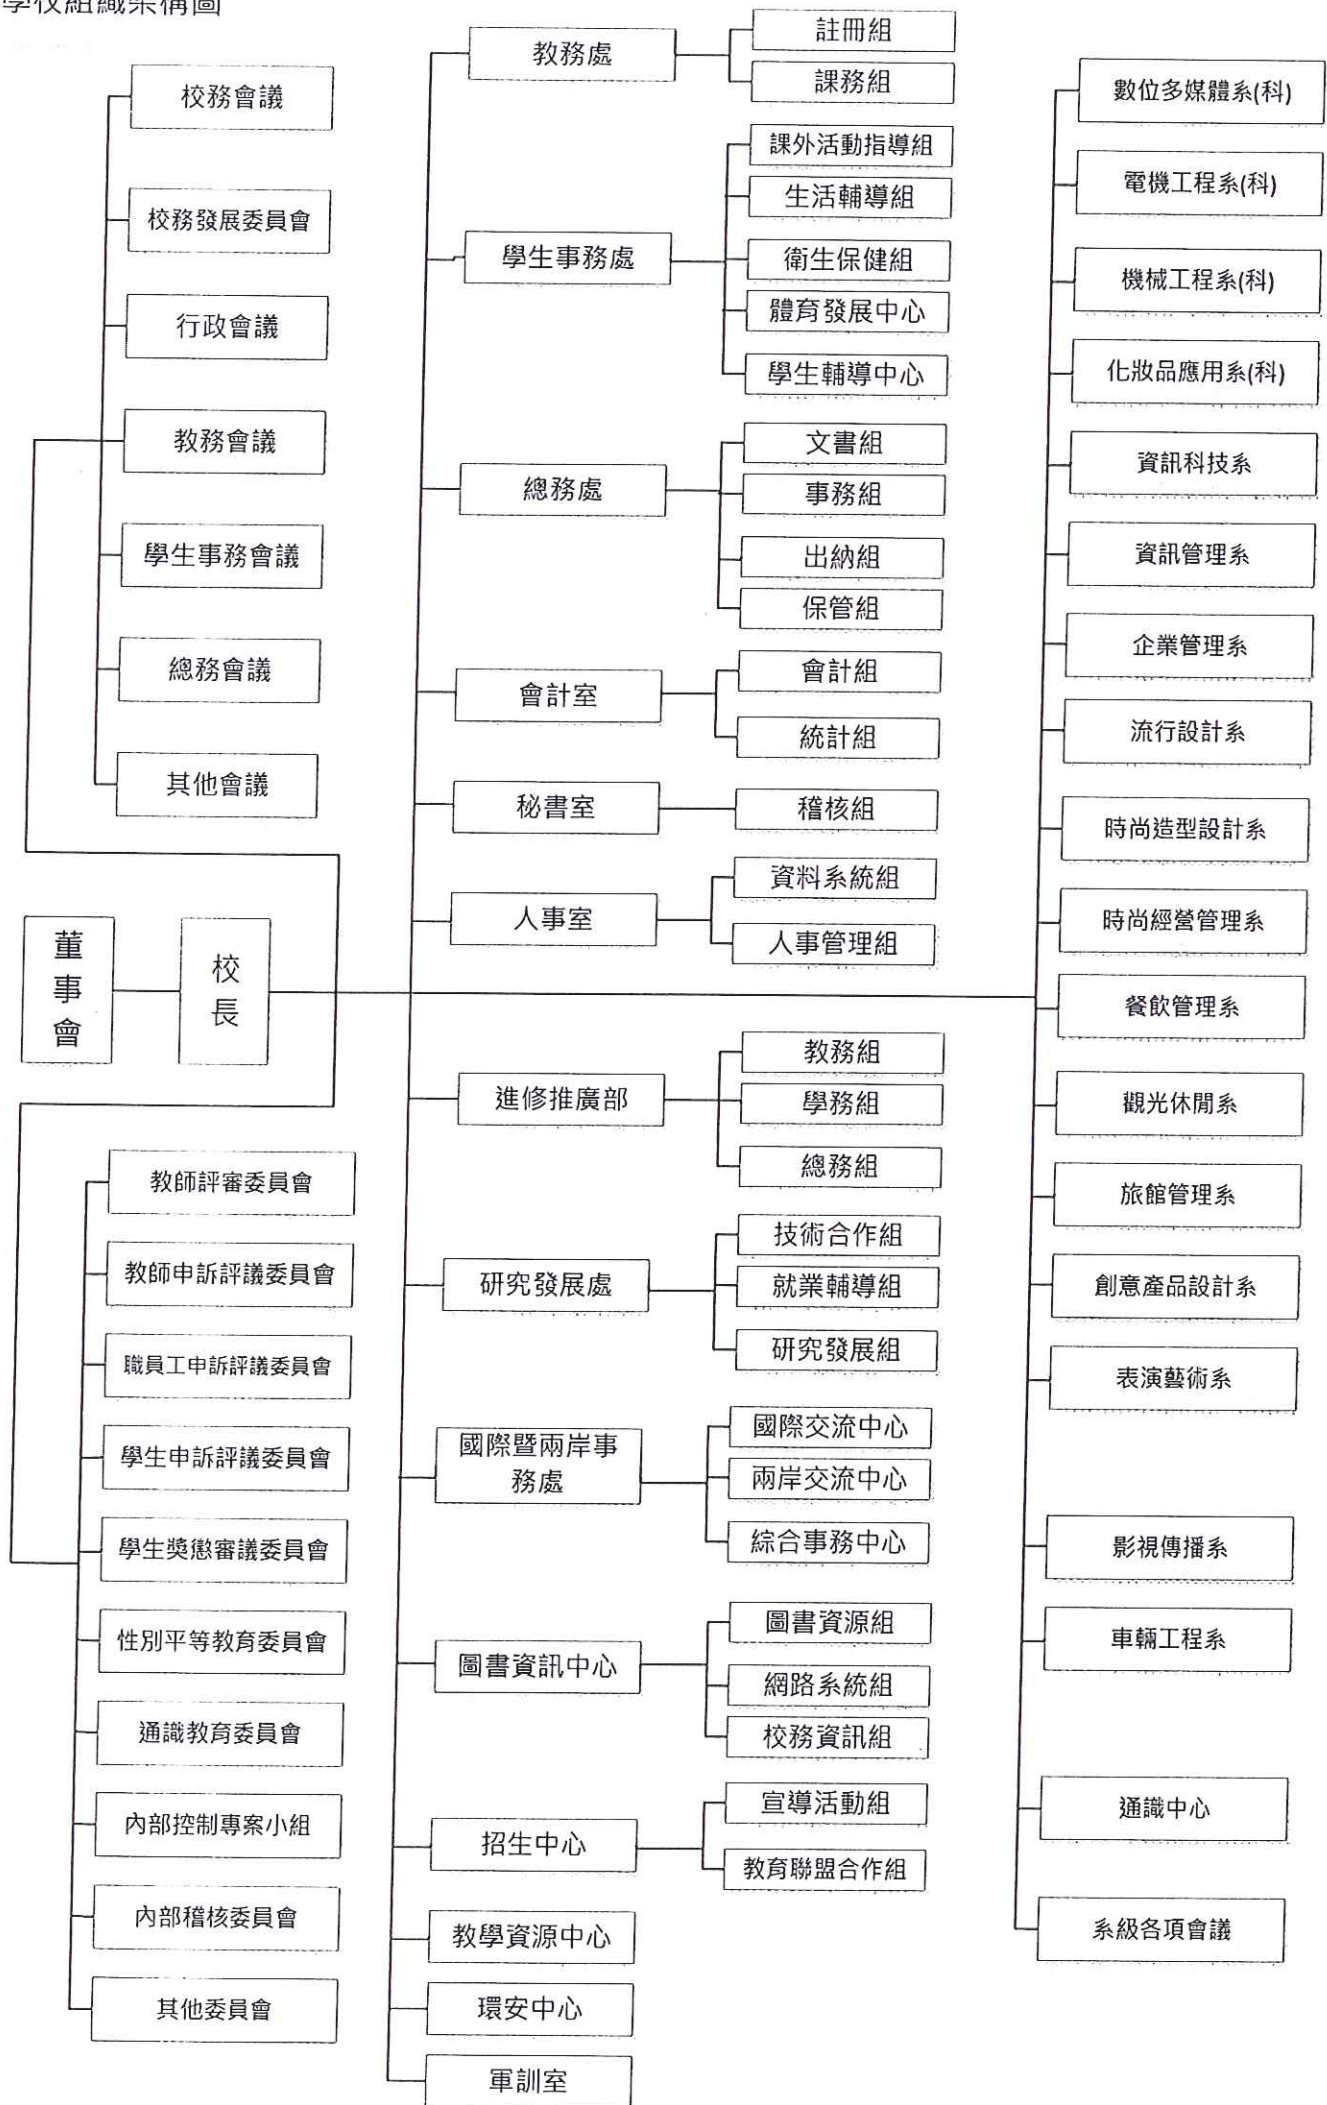 學校組織架構圖
校務會議
校務發展委員會
行政會議
教務會議
學生事務會議
總務會議
其他會議
董事會
校長
教師評審委員會
教師申訴評議委員會
職員工申訴評議委員會
學生申訴評議委員會
學生獎懲審議委員會
性別平等教育委員會
通識教育委員會
內部控制專案小組
內部稽核委員會
其他委員會
教務處
註冊組
課務組
學生事務處
課外活動指導組
生活輔導組
衛生保健組
體育發展中心
學生輔導中心
總務處
文書組
事務組
出納組
保管組
會計室
會計組
統計組
秘書室
稽核組
人事室
資料系統組
人事管理組
進修推廣部
教務組
學務組
總務組
研究發展處
技術合作組
就業輔導組
研究發展組
國際暨兩岸事
務處
國際交流中心
兩岸交流中心
綜合事務中心
圖書資訊中心
圖書資源組
網路系統組
校務資訊組
招生中心
宣導活動組
教育聯盟合作組
教學資源中心
環安中心
軍訓室
數位多媒體系(科)
電機工程系(科)
機械工程系(科)
化妝品應用系(科)
資訊科技系
資訊管理系
企業管理系
流行設計系
時尚造型設計系
時尚經營管理系
餐飲管理系
觀光休閒系
旅館管理系
創意產品設計系
表演藝術系
影視傳播系
車輛工程系
通識中心
系級各項會議